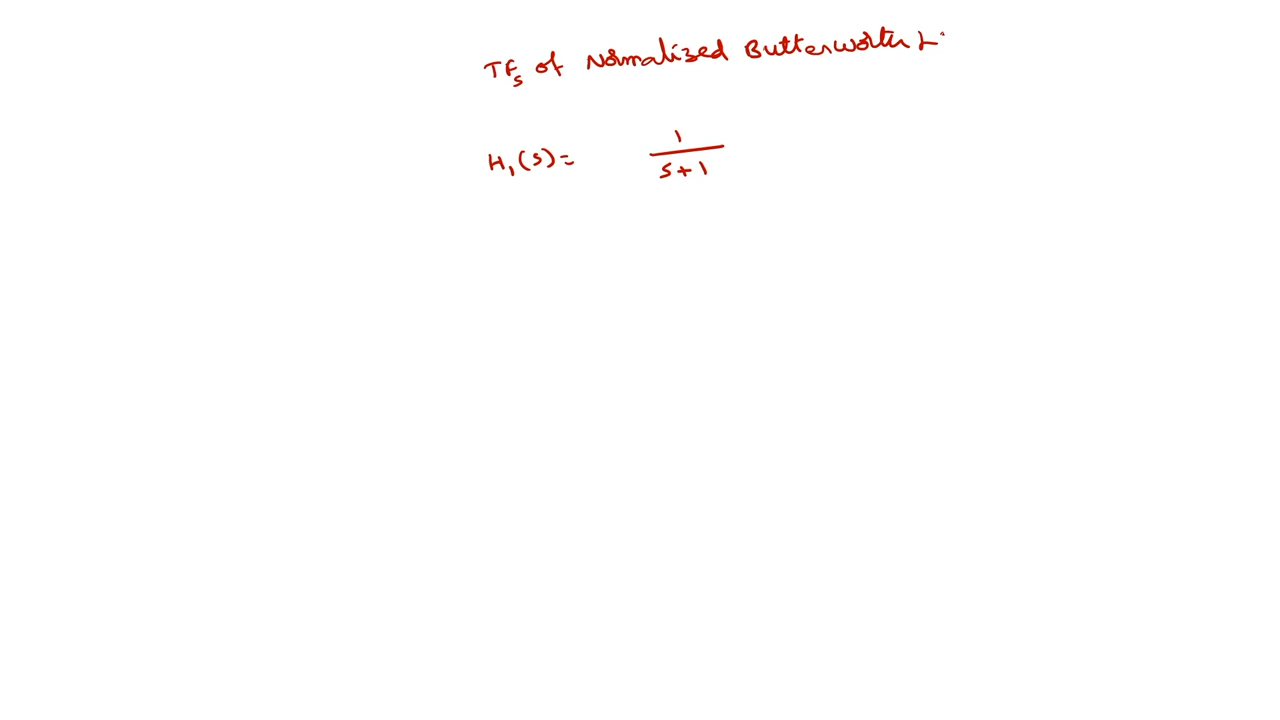 TFs of Normalized Butterworth L
H₁(s) = 1/(s+1)